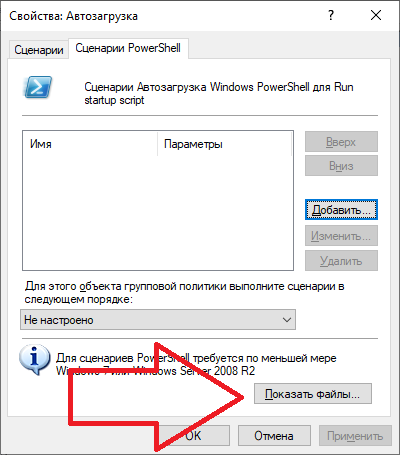 Свойства: Автозагрузка
Сценарии
Сценарии PowerShell
Сценарии Автозагрузка Windows PowerShell для Run
startup script
Имя
Параметры
Вверх
Вниз
Добавить...
Изменить...
Удалить
Для этого объекта групповой политики выполните сценарии в
следующем порядке:
Не настроено
Для сценариев PowerShell требуется по меньшей мере
Windows 7 или Windows Server 2008 R2
Показать файлы...
OK
Отмена
Применить